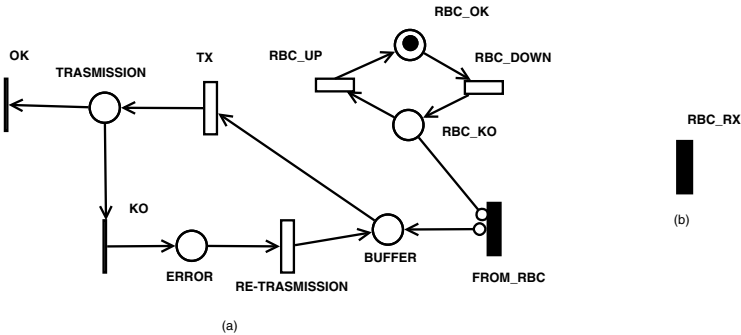 RBC_OK
OK
TRASMISSION
TX
RBC_UP
RBC_DOWN
RBC_KO
RBC_RX
KO
(b)
ERROR
RE-TRASMISSION
BUFFER
FROM_RBC
(a)